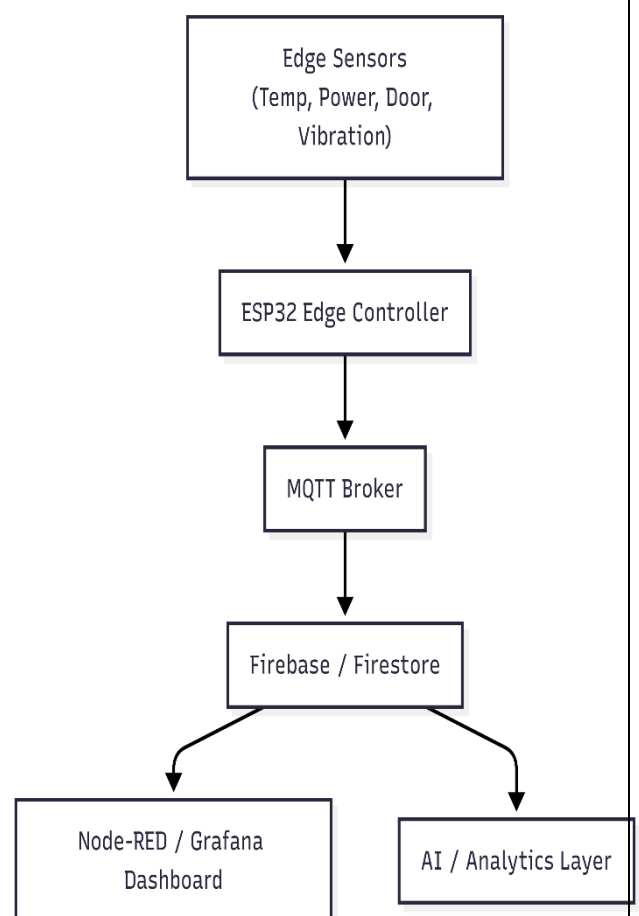 Edge Sensors
(Temp, Power, Door,
Vibration)
ESP32 Edge Controller
MQTT Broker
Firebase / Firestore
Node-RED / Grafana
Dashboard
AI / Analytics Layer